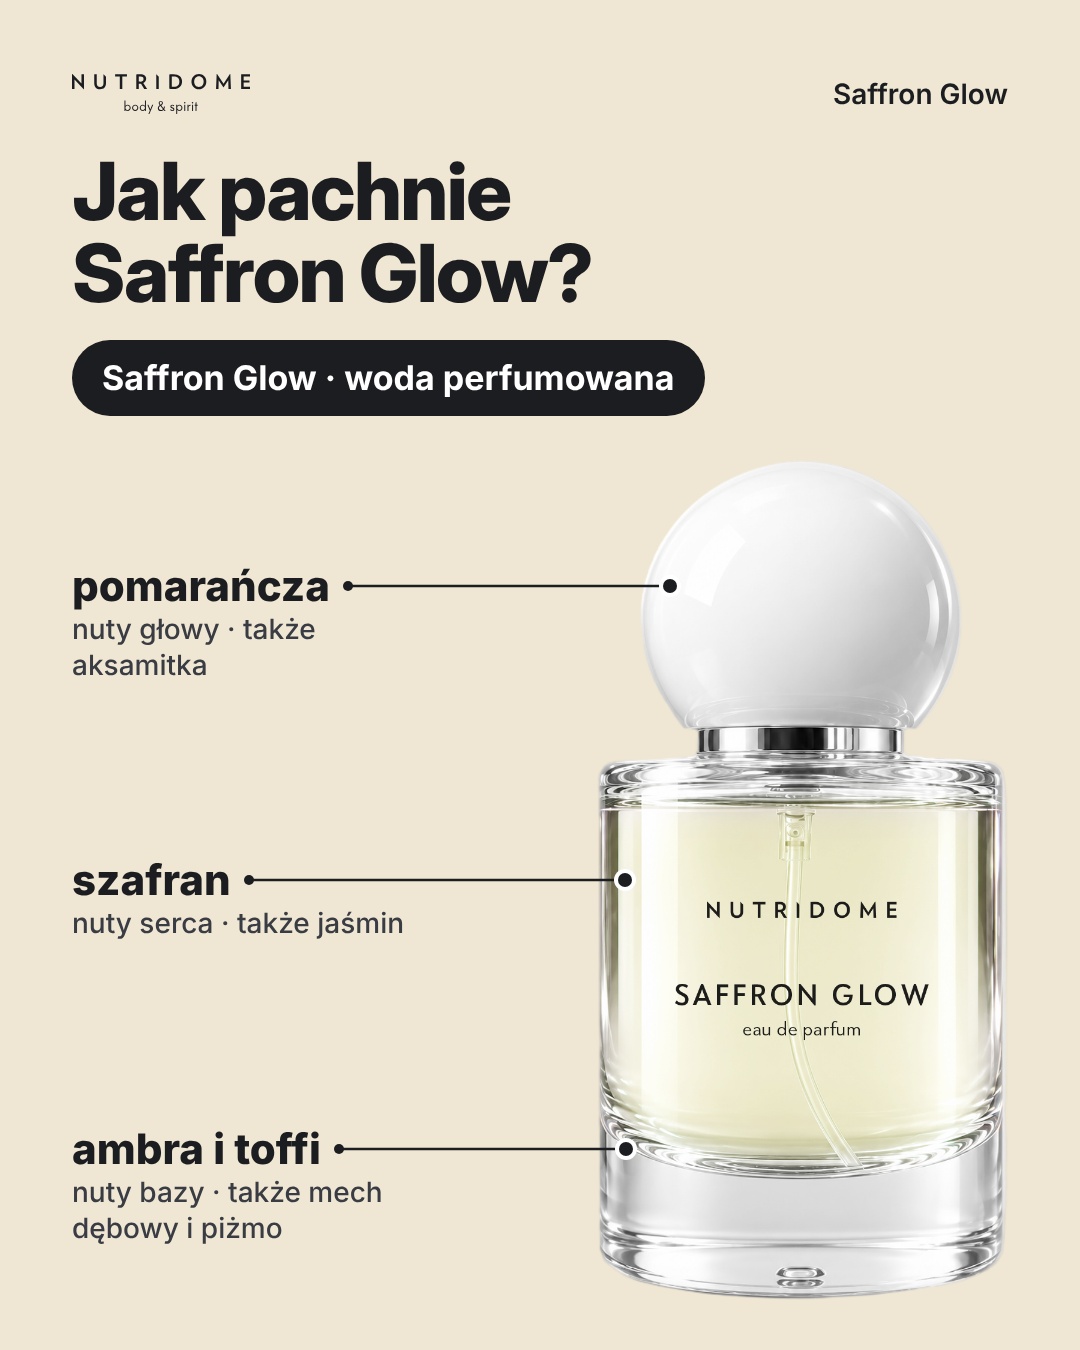 NUTRIDOME
body & spirit
Saffron Glow
Jak pachnie
Saffron Glow?
Saffron Glow · woda perfumowana
pomarańcza
nuty głowy · także
aksamitka
szafran
nuty serca · także jaśmin
NUTRIDOME
SAFFRON GLOW
eau de parfum
ambra i toffi
nuty bazy · także mech
dębowy i piżmo